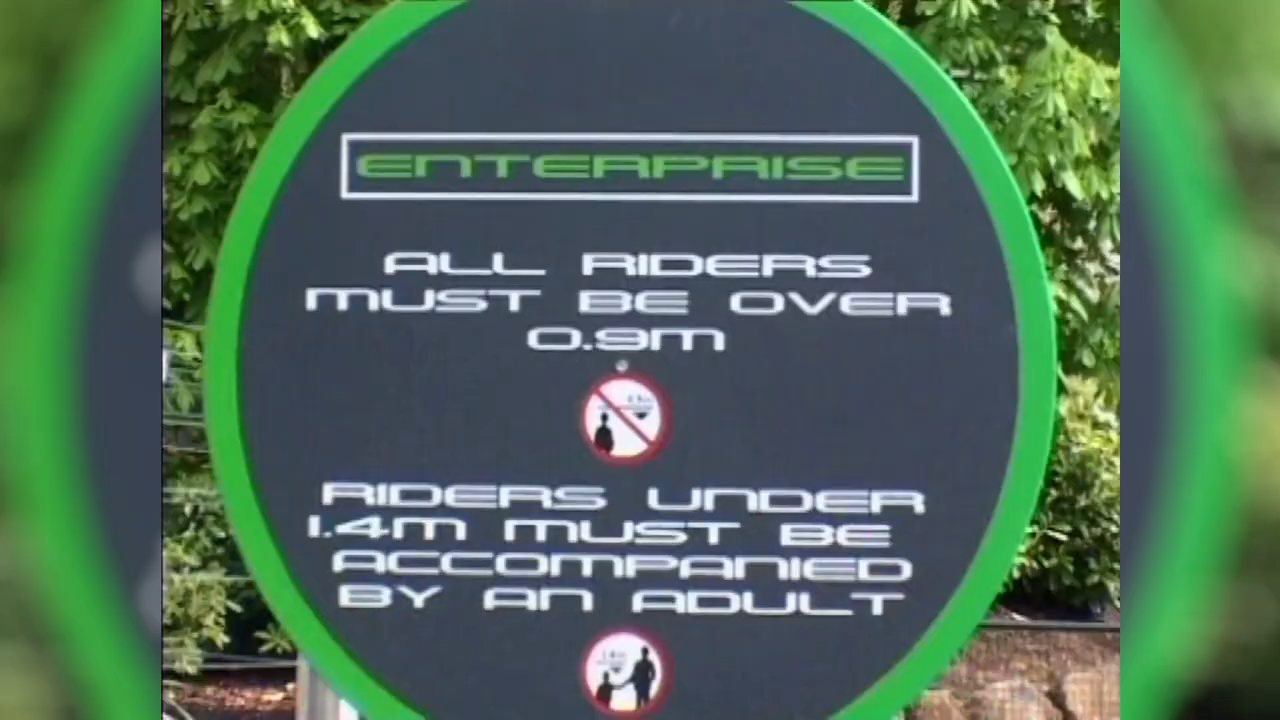 ENTERPRISE
ALL RIDERS
MUST BE OVER
0.9M
RIDERS UNDER
1.4M MUST BE
ACCOMPANIED
BY AN ADULT